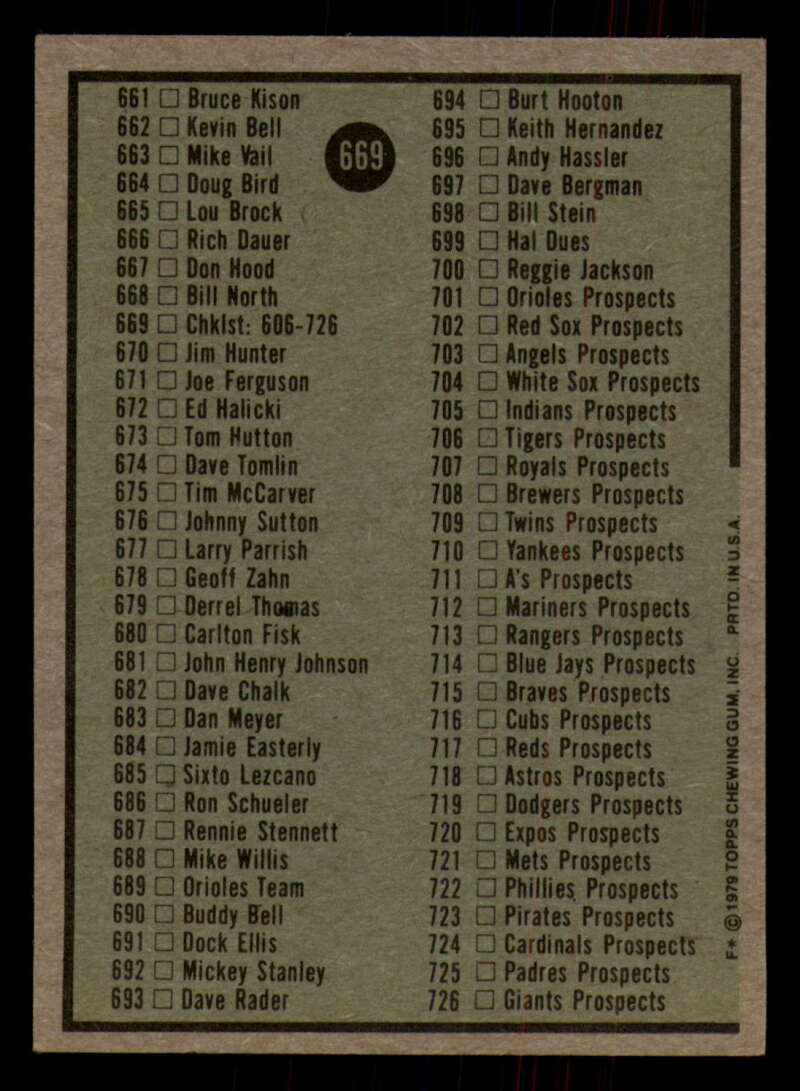 661 □ Bruce Kison
662 □ Kevin Bell
663 □ Mike Vail
664 □ Doug Bird
665 □ Lou Brock
666 □ Rich Dauer
667 □ Don Hood
668 □ Bill North
669 □ Chklst: 606-726
670 □ Jim Hunter
671 □ Joe Ferguson
672 □ Ed Halicki
673 □ Tom Hutton
674 □ Dave Tomlin
675 □ Tim McCarver
676 □ Johnny Sutton
677 □ Larry Parrish
678 □ Geoff Zahn
679 □ Derrel Thomas
680 □ Carlton Fisk
681 □ John Henry Johnson
682 □ Dave Chalk
683 □ Dan Meyer
684 □ Jamie Easterly
685 □ Sixto Lezcano
686 □ Ron Schueler
687 □ Rennie Stennett
688 □ Mike Willis
689 □ Orioles Team
690 □ Buddy Bell
691 □ Dock Ellis
692 □ Mickey Stanley
693 □ Dave Rader
669
694 □ Burt Hooton
695 □ Keith Hernandez
696 □ Andy Hassler
697 □ Dave Bergman
698 □ Bill Stein
699 □ Hal Dues
700 □ Reggie Jackson
701 □ Orioles Prospects
702 □ Red Sox Prospects
703 □ Angels Prospects
704 □ White Sox Prospects
705 □ Indians Prospects
706 □ Tigers Prospects
707 □ Royals Prospects
708 □ Brewers Prospects
709 □ Twins Prospects
710 □ Yankees Prospects
711 □ A's Prospects
712 □ Mariners Prospects
713 □ Rangers Prospects
714 □ Blue Jays Prospects
715 □ Braves Prospects
716 □ Cubs Prospects
717 □ Reds Prospects
718 □ Astros Prospects
719 □ Dodgers Prospects
720 □ Expos Prospects
721 □ Mets Prospects
722 □ Phillies Prospects
723 □ Pirates Prospects
724 □ Cardinals Prospects
725 □ Padres Prospects
726 □ Giants Prospects
F* © 1979 TOPPS CHEWING GUM, INC. PRTD. IN U.S.A.